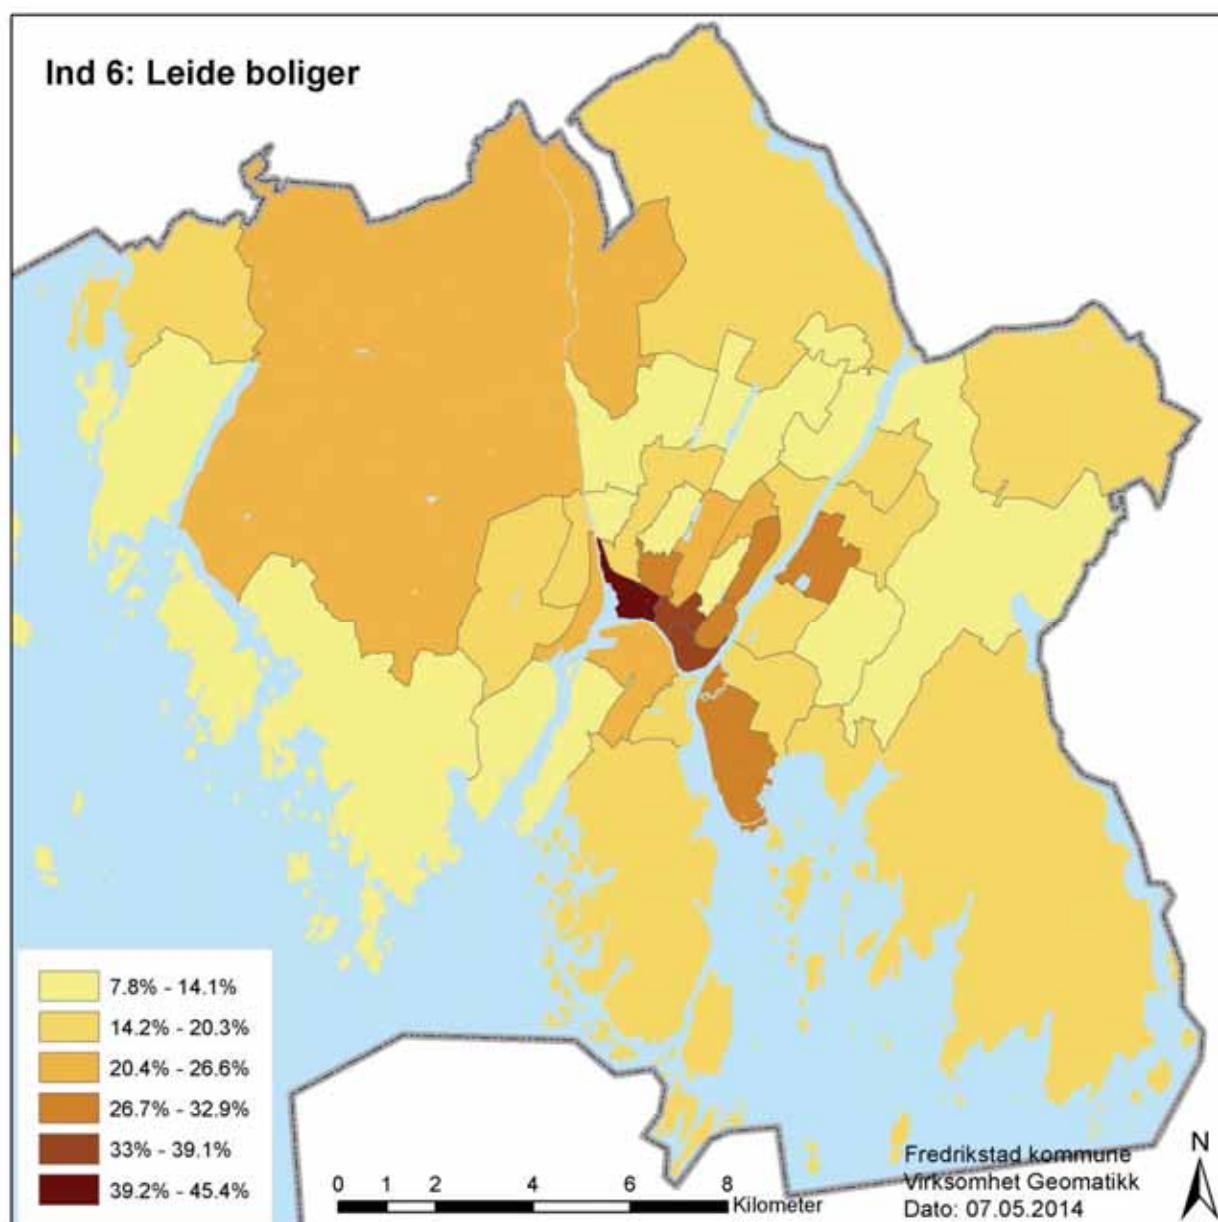 Ind 6: Leide boliger
7.8% - 14.1%
14.2% - 20.3%
20.4% - 26.6%
26.7% - 32.9%
33% - 39.1%
39.2% - 45.4%
0 1 2 4 6 8
Kilometer
Fredrikstad kommune
Virksomhet Geomatikk
Dato: 07.05.2014
N